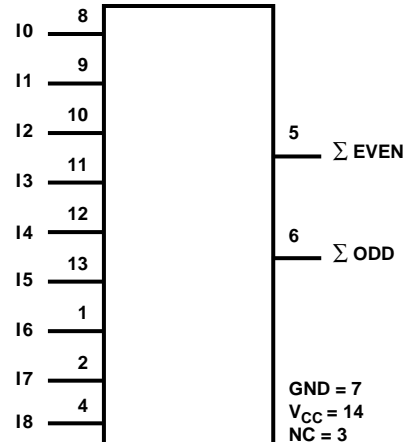 I0 8
I1 9
I2 10
I3 11
I4 12
I5 13
I6 1
I7 2
I8 4
5 Σ EVEN
6 Σ ODD
GND = 7
VCC = 14
NC = 3